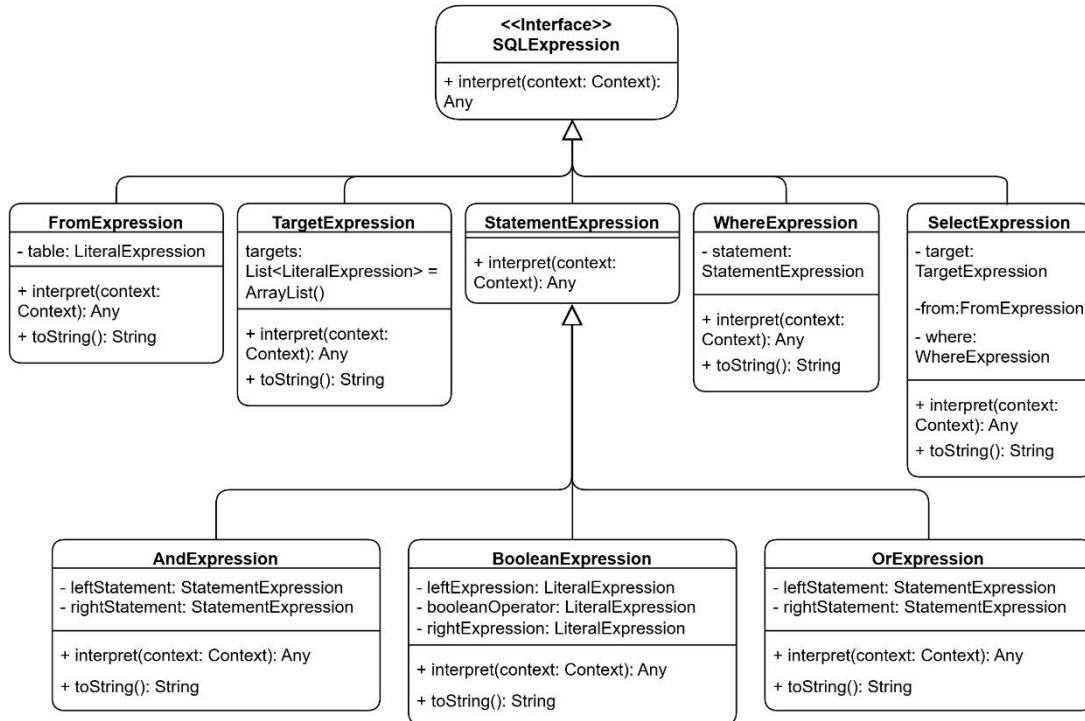 <<Interface>>
SQLExpression
+ interpret(context: Context):
Any
FromExpression
- table: LiteralExpression
+ interpret(context:
Context): Any
+ toString(): String
TargetExpression
targets:
List<LiteralExpression> =
ArrayList()
+ interpret(context:
Context): Any
+ toString(): String
StatementExpression
+ interpret(context:
Context): Any
WhereExpression
- statement:
StatementExpression
+ interpret(context:
Context): Any
+ toString(): String
SelectExpression
- target:
TargetExpression
-from:FromExpression
- where:
WhereExpression
+ interpret(context:
Context): Any
+ toString(): String
AndExpression
- leftStatement: StatementExpression
- rightStatement: StatementExpression
+ interpret(context: Context): Any
+ toString(): String
BooleanExpression
- leftExpression: LiteralExpression
- booleanOperator: LiteralExpression
- rightExpression: LiteralExpression
+ interpret(context: Context): Any
+ toString(): String
OrExpression
- leftStatement: StatementExpression
- rightStatement: StatementExpression
+ interpret(context: Context): Any
+ toString(): String